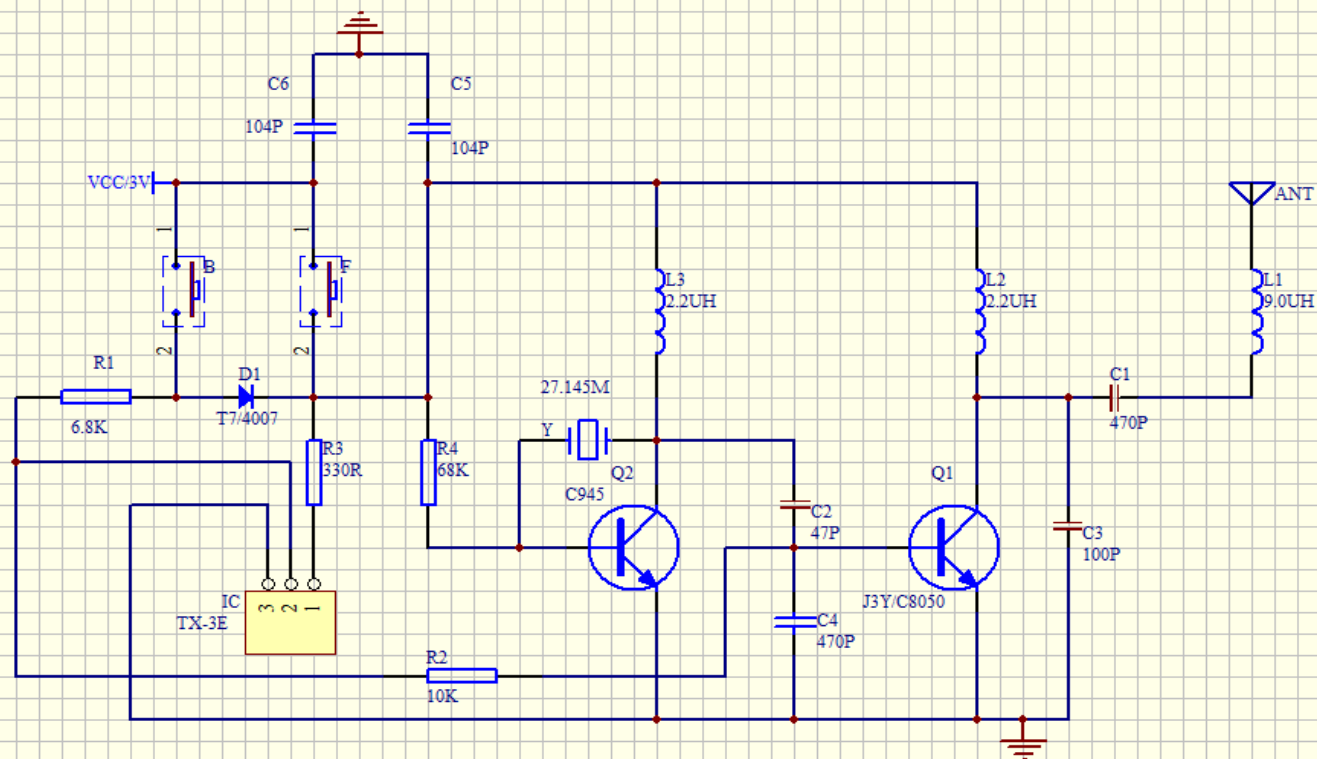 C6
C5
104P
104P
VCC/3V
ANT
1
1
B
F
L3
2.2UH
L2
2.2UH
L1
9.0UH
2
2
R1
6.8K
D1
T7/4007
27.145M
C1
470P
Y
R3
330R
R4
68K
Q2
C945
Q1
C2
47P
C3
100P
IC
TX-3E
3
2
1
J3Y/C8050
C4
470P
R2
10K